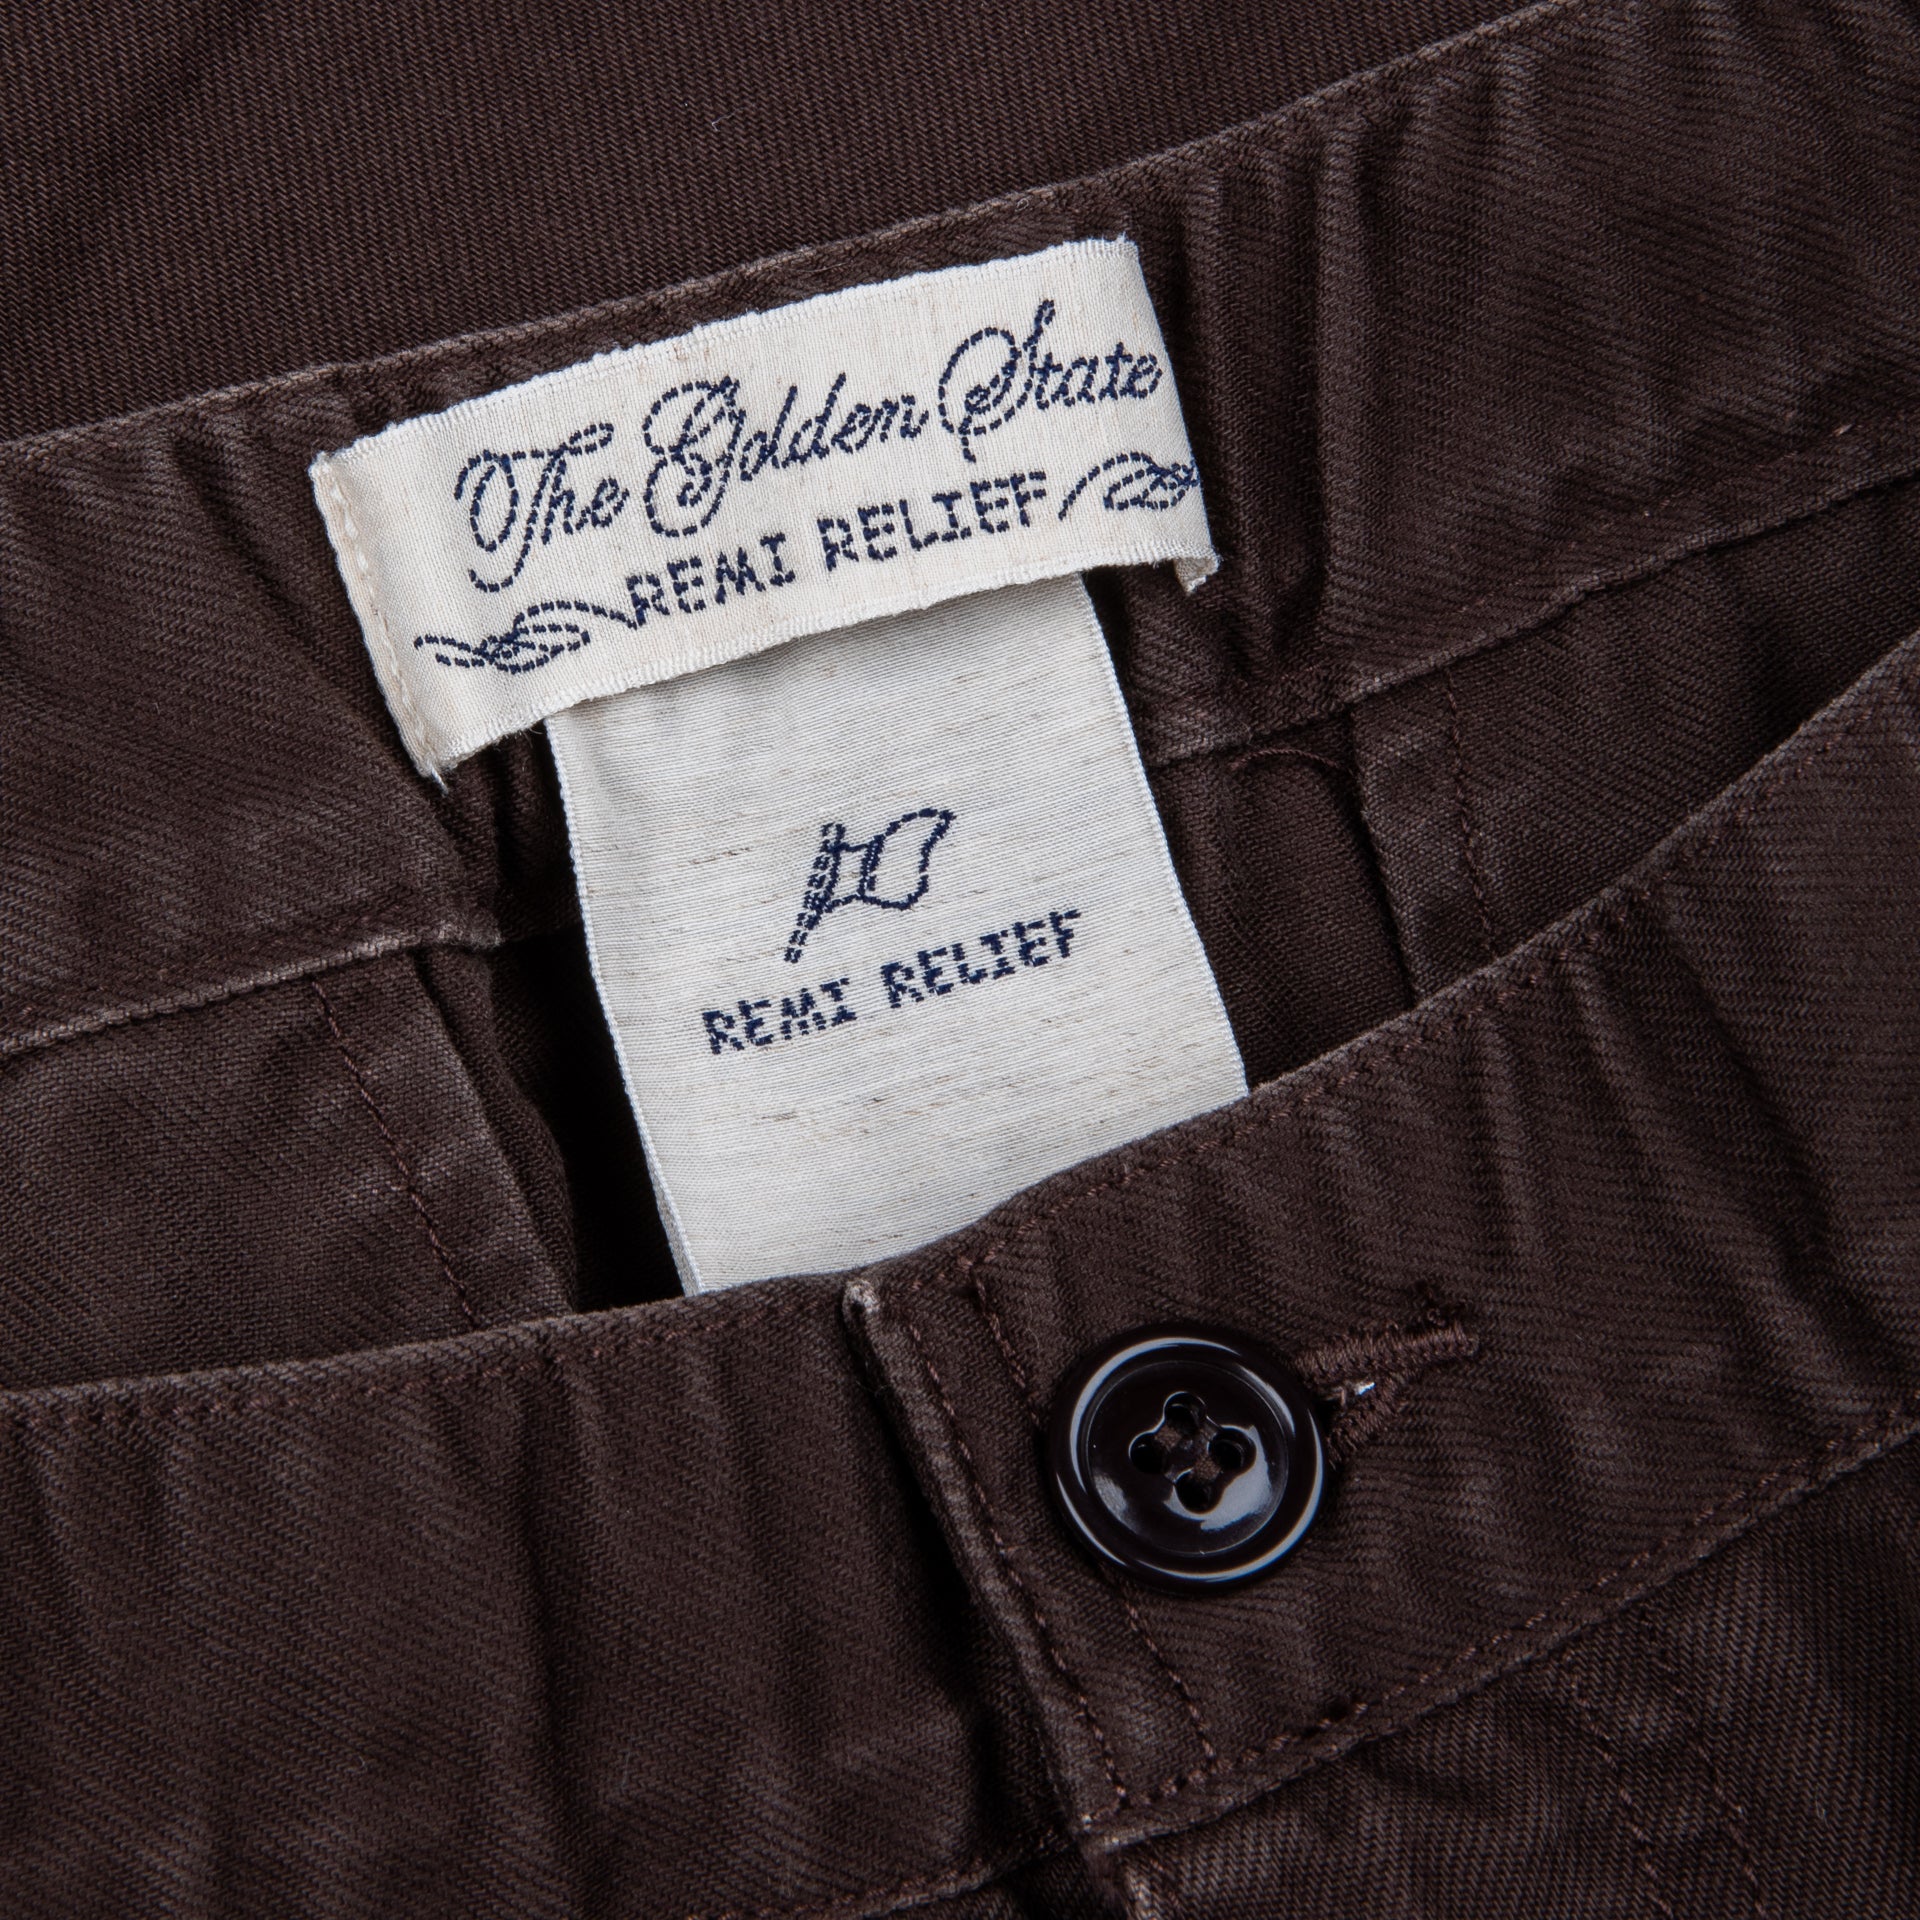 The Golden State
REMI RELIEF
REMI RELIEF